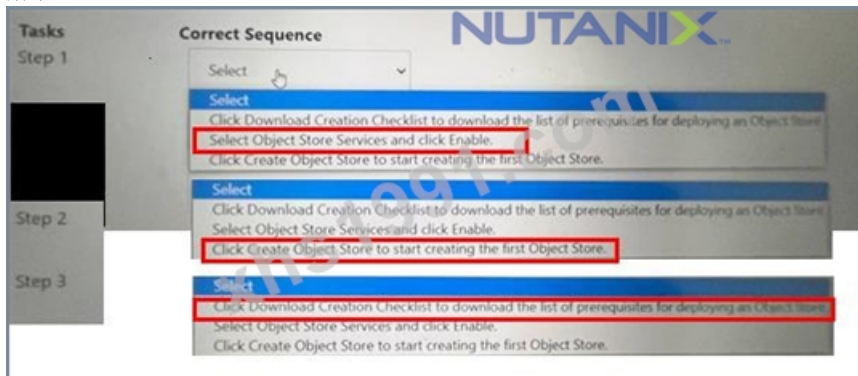 NUTANIX™
Tasks
Correct Sequence
Step 1
Select
Select
Click Download Creation Checklist to download the list of prerequisites for deploying an Object Store
Select Object Store Services and click Enable.
Click Create Object Store to start creating the first Object Store.
Step 2
Select
Click Download Creation Checklist to download the list of prerequisites for deploying an Object Store
Select Object Store Services and click Enable.
Click Create Object Store to start creating the first Object Store.
Step 3
Select
Click Download Creation Checklist to download the list of prerequisites for deploying an Object Store
Select Object Store Services and click Enable.
Click Create Object Store to start creating the first Object Store.
xhs1991.com